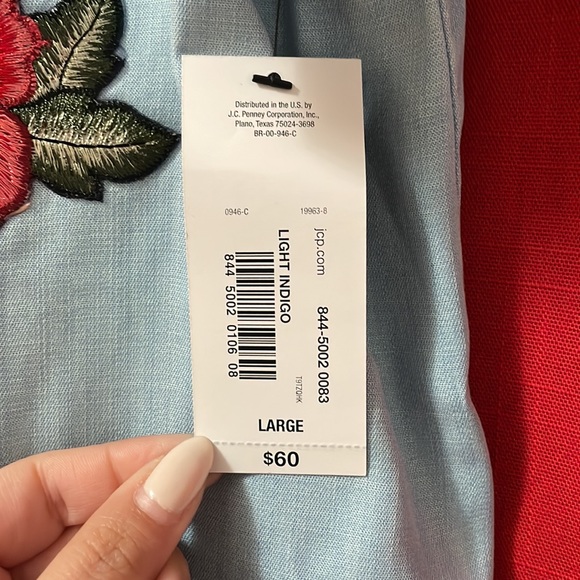 Distributed in the U.S. by
J.C. Penney Corporation, Inc.,
Plano, Texas 75024-3698
BR-00-946-C
0946-C 19963-B
jcp.com 844-5002 0083
LIGHT INDIGO
844 5002 0106 08
T9TZQHK
LARGE
$60